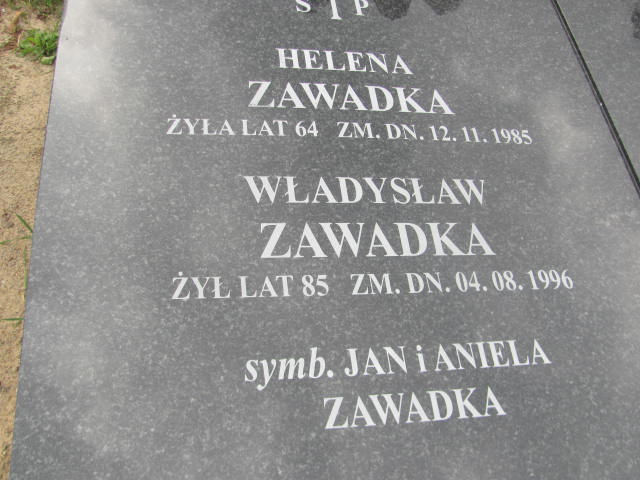 S I P
HELENA
ZAWADKA
ŻYŁA LAT 64 ZM. DN. 12. 11. 1985
WŁADYSŁAW
ZAWADKA
ŻYŁ LAT 85 ZM. DN. 04. 08. 1996
symb. JAN i ANIELA
ZAWADKA